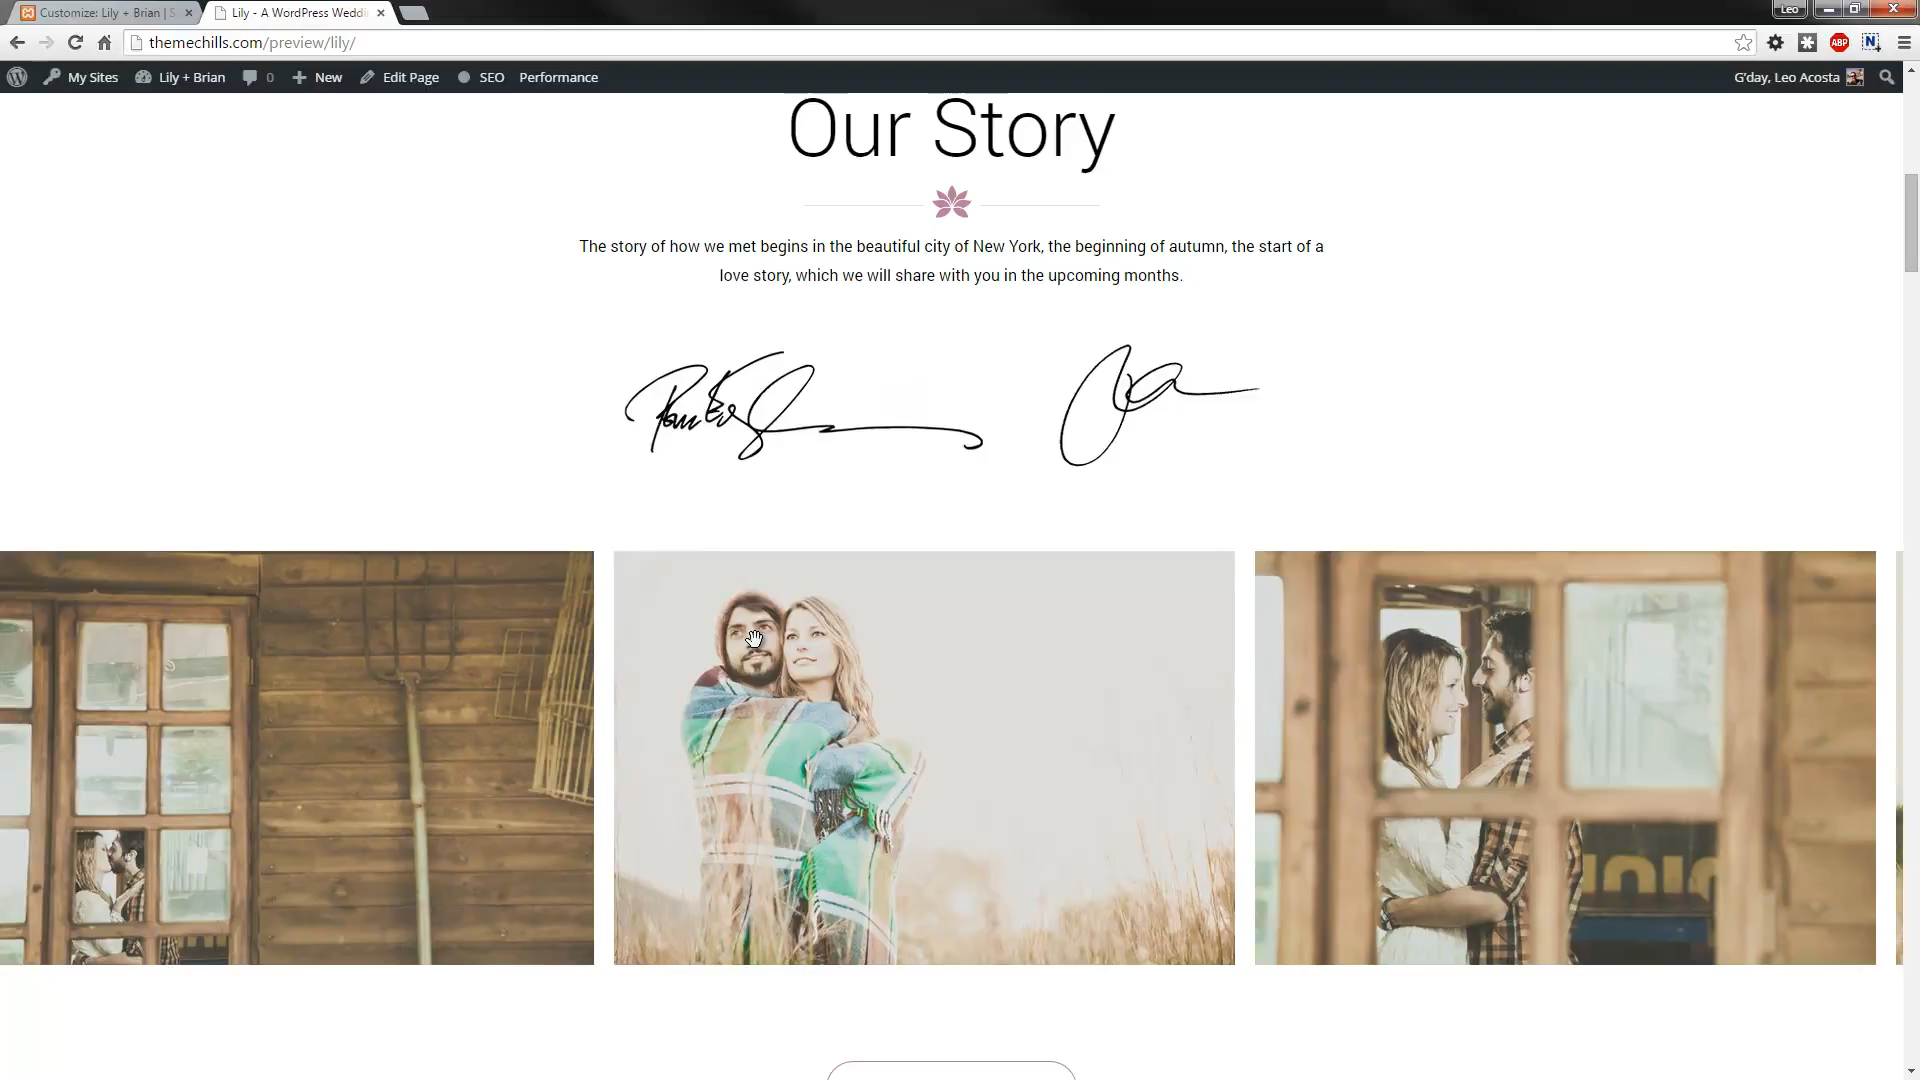 Customize: Lily + Brian | S
Lily - A WordPress Weddi
Leo
themechills.com/preview/lily/
ABP
N
My Sites
Lily + Brian
0
New
Edit Page
SEO
Performance
G'day, Leo Acosta
Our Story
The story of how we met begins in the beautiful city of New York, the beginning of autumn, the start of a
love story, which we will share with you in the upcoming months.